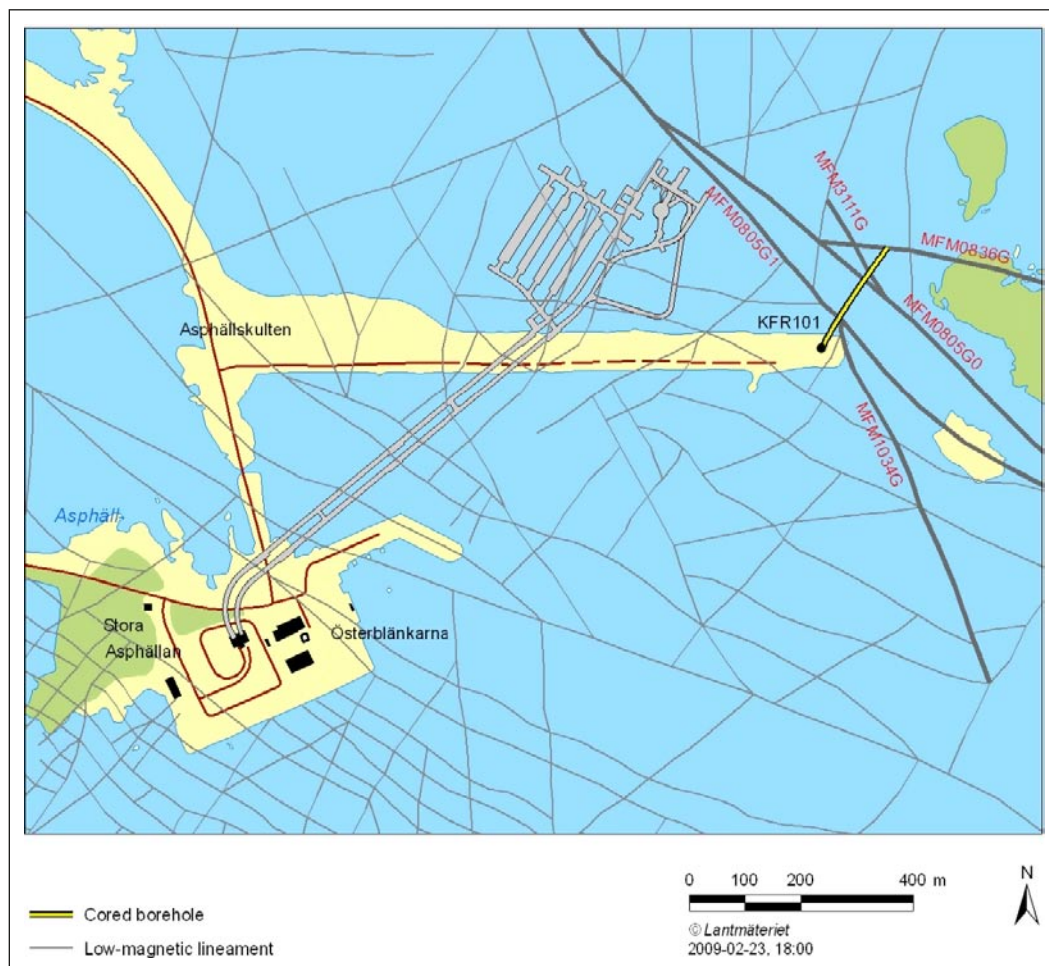 MFM3111G
MFM0805G1
MFM0836G
Asphällskulten
KFR101
MFM0805G0
MFM1034G
Asphäll-
Stora
Asphällan
Österblänkarna
Cored borehole
Low-magnetic lineament
0 100 200 400 m
© Lantmäteriet
2009-02-23, 18:00
N